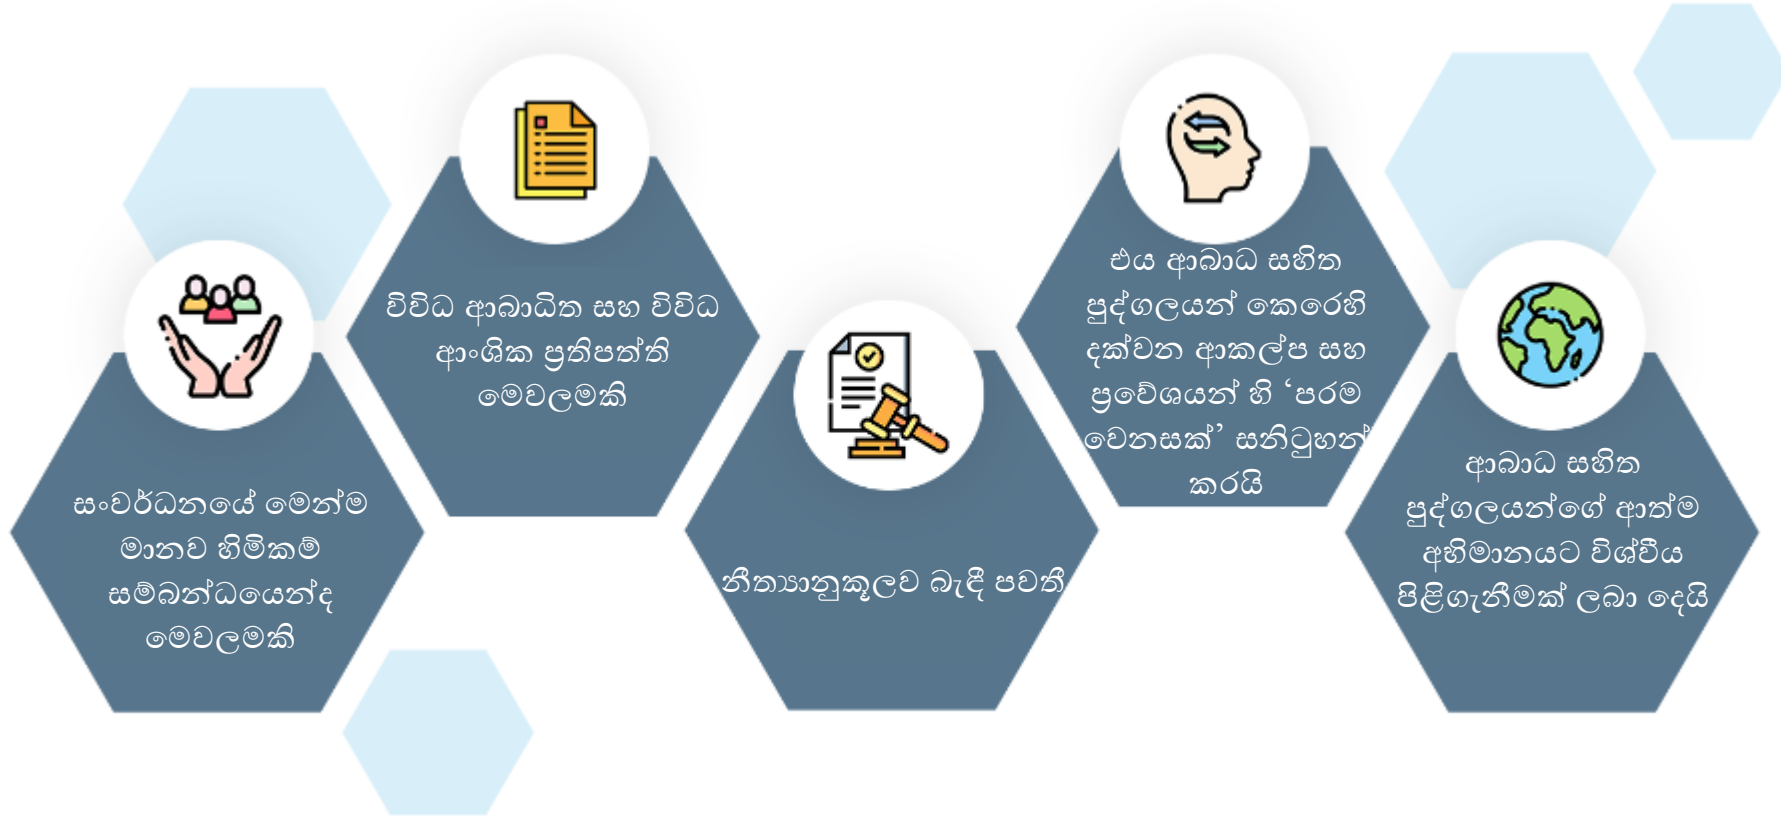 සංවර්ධනයේ මෙන්ම
මානව හිමිකම්
සම්බන්ධයෙන්ද
මෙවලමකි
විවිධ ආබාධිත සහ විවිධ
ආංශික ප්‍රතිපත්ති
මෙවලමකි
නීත්‍යානුකූලව බැඳී පවතී
එය ආබාධ සහිත
පුද්ගලයන් කෙරෙහි
දක්වන ආකල්ප සහ
ප්‍රවේශයන් හි ‘පරම
වෙනසක්’ සනිටුහන්
කරයි
ආබාධ සහිත
පුද්ගලයන්ගේ ආත්ම
අභිමානයට විශ්වීය
පිළිගැනීමක් ලබා දෙයි